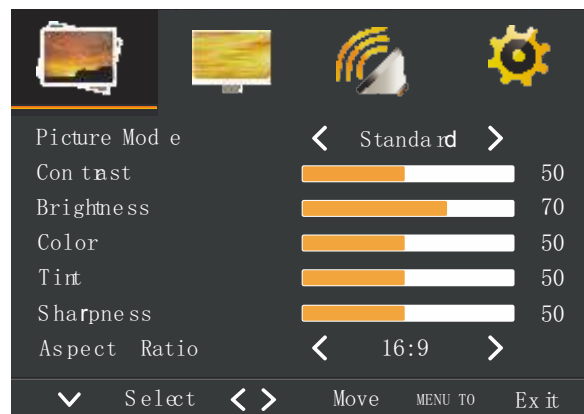 Picture Mode Standard
Contrast 50
Brightness 70
Color 50
Tint 50
Sharpness 50
Aspect Ratio 16:9
Select Move MENU TO Exit